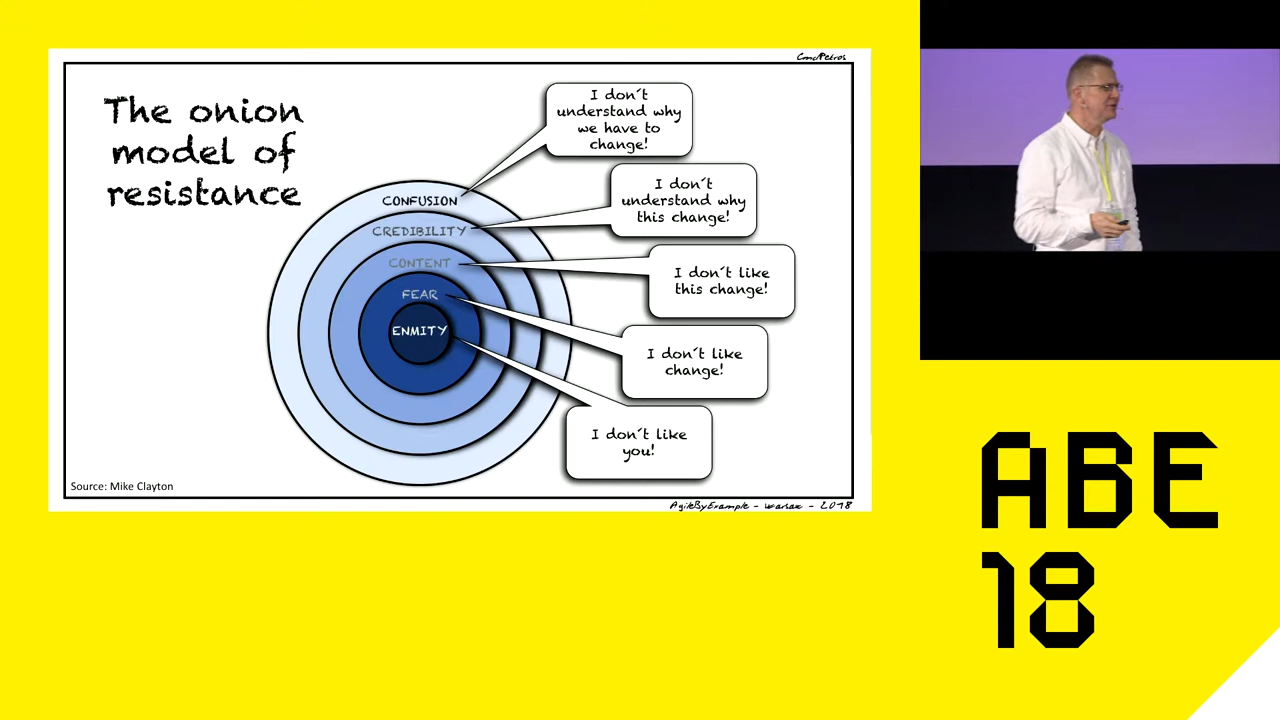 CmdPetros
The onion
model of
resistance
I don´t
understand why
we have to
change!
I don´t
understand why
this change!
I don´t like
this change!
I don´t like
change!
I don´t like
you!
CONFUSION
CREDIBILITY
CONTENT
FEAR
ENMITY
Source: Mike Clayton
AgileByExample - Warsaw - 2018
ABE
18